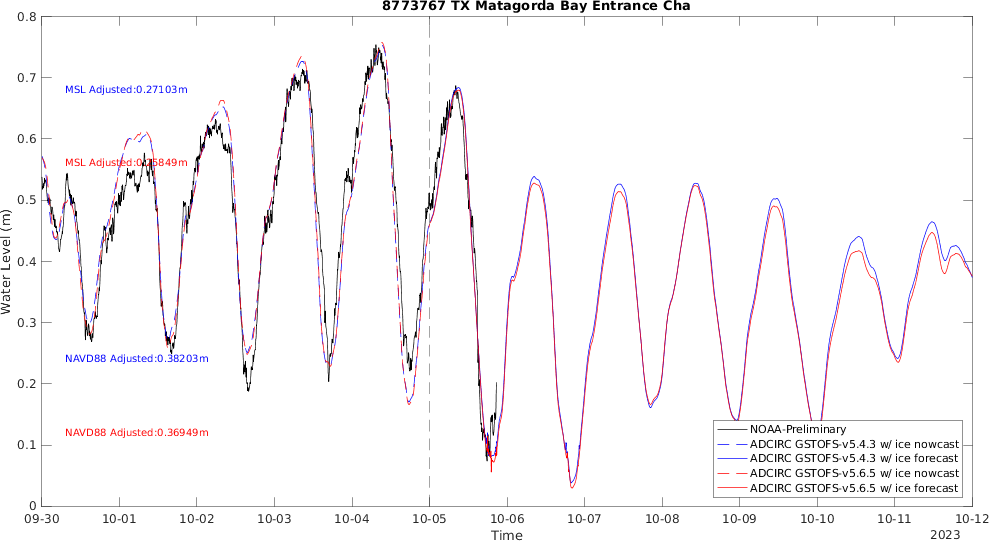 8773767 TX Matagorda Bay Entrance Cha
0.8
0.7
0.6
0.5
0.4
0.3
0.2
0.1
0
Water Level (m)
MSL Adjusted:0.27103m
MSL Adjusted:0.25849m
NAVD88 Adjusted:0.38203m
NAVD88 Adjusted:0.36949m
NOAA-Preliminary
ADCIRC GSTOFS-v5.4.3 w/ ice nowcast
ADCIRC GSTOFS-v5.4.3 w/ ice forecast
ADCIRC GSTOFS-v5.6.5 w/ ice nowcast
ADCIRC GSTOFS-v5.6.5 w/ ice forecast
09-30 10-01 10-02 10-03 10-04 10-05 10-06 10-07 10-08 10-09 10-10 10-11 10-12
Time
2023